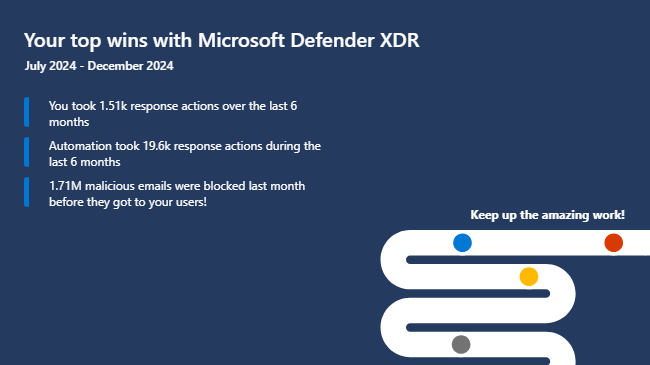 Your top wins with Microsoft Defender XDR
July 2024 - December 2024
You took 1.51k response actions over the last 6
months
Automation took 19.6k response actions during the
last 6 months
1.71M malicious emails were blocked last month
before they got to your users!
Keep up the amazing work!